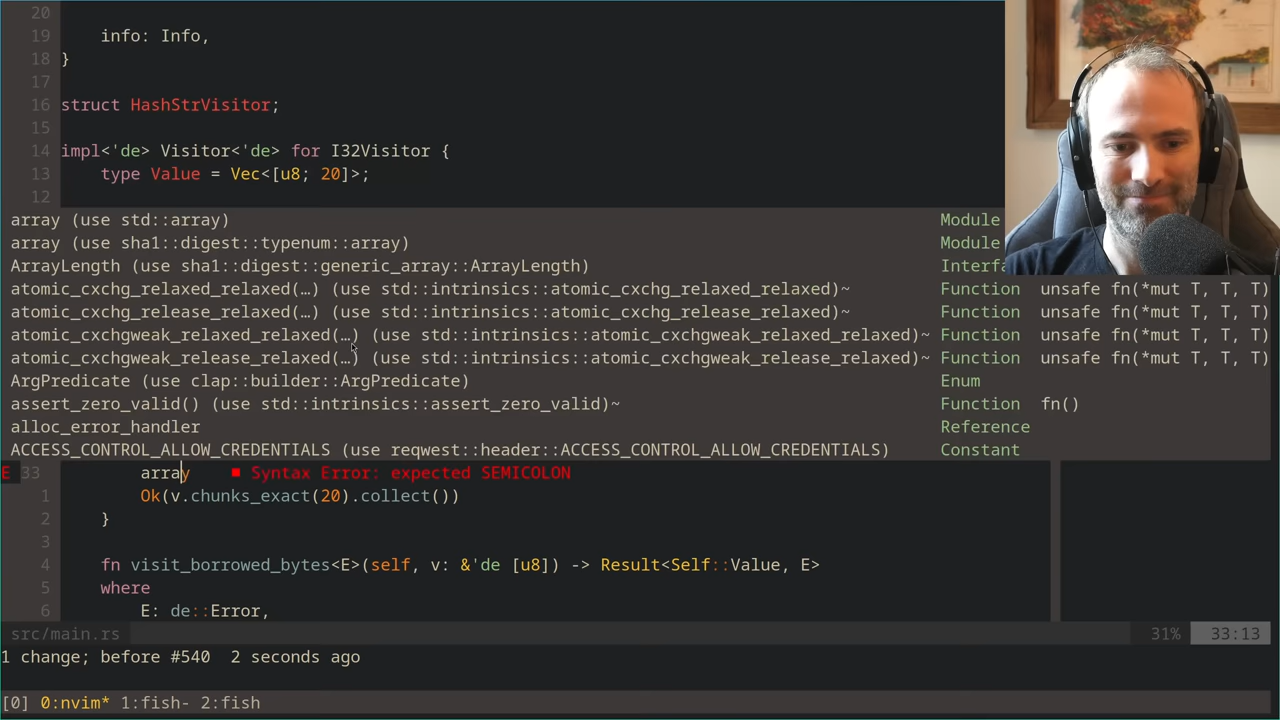 20
19 info: Info,
18 }
17
16 struct HashStrVisitor;
15
14 impl<'de> Visitor<'de> for I32Visitor {
13 type Value = Vec<[u8; 20]>;
12
array (use std::array) Module
array (use sha1::digest::typenum::array) Module
ArrayLength (use sha1::digest::generic_array::ArrayLength) Interfa
atomic_cxchg_relaxed_relaxed(…) (use std::intrinsics::atomic_cxchg_relaxed_relaxed)~ Function unsafe fn(*mut T, T, T)
atomic_cxchg_release_relaxed(…) (use std::intrinsics::atomic_cxchg_release_relaxed)~ Function unsafe fn(*mut T, T, T)
atomic_cxchgweak_relaxed_relaxed(…) (use std::intrinsics::atomic_cxchgweak_relaxed_relaxed)~ Function unsafe fn(*mut T, T, T)
atomic_cxchgweak_release_relaxed(…) (use std::intrinsics::atomic_cxchgweak_release_relaxed)~ Function unsafe fn(*mut T, T, T)
ArgPredicate (use clap::builder::ArgPredicate) Enum
assert_zero_valid() (use std::intrinsics::assert_zero_valid)~ Function fn()
alloc_error_handler Reference
ACCESS_CONTROL_ALLOW_CREDENTIALS (use reqwest::header::ACCESS_CONTROL_ALLOW_CREDENTIALS) Constant
E 33 array ■ Syntax Error: expected SEMICOLON
1 Ok(v.chunks_exact(20).collect())
2 }
3
4 fn visit_borrowed_bytes<E>(self, v: &'de [u8]) -> Result<Self::Value, E>
5 where
6 E: de::Error,
src/main.rs 31% 33:13
1 change; before #540 2 seconds ago
[0] 0:nvim* 1:fish- 2:fish